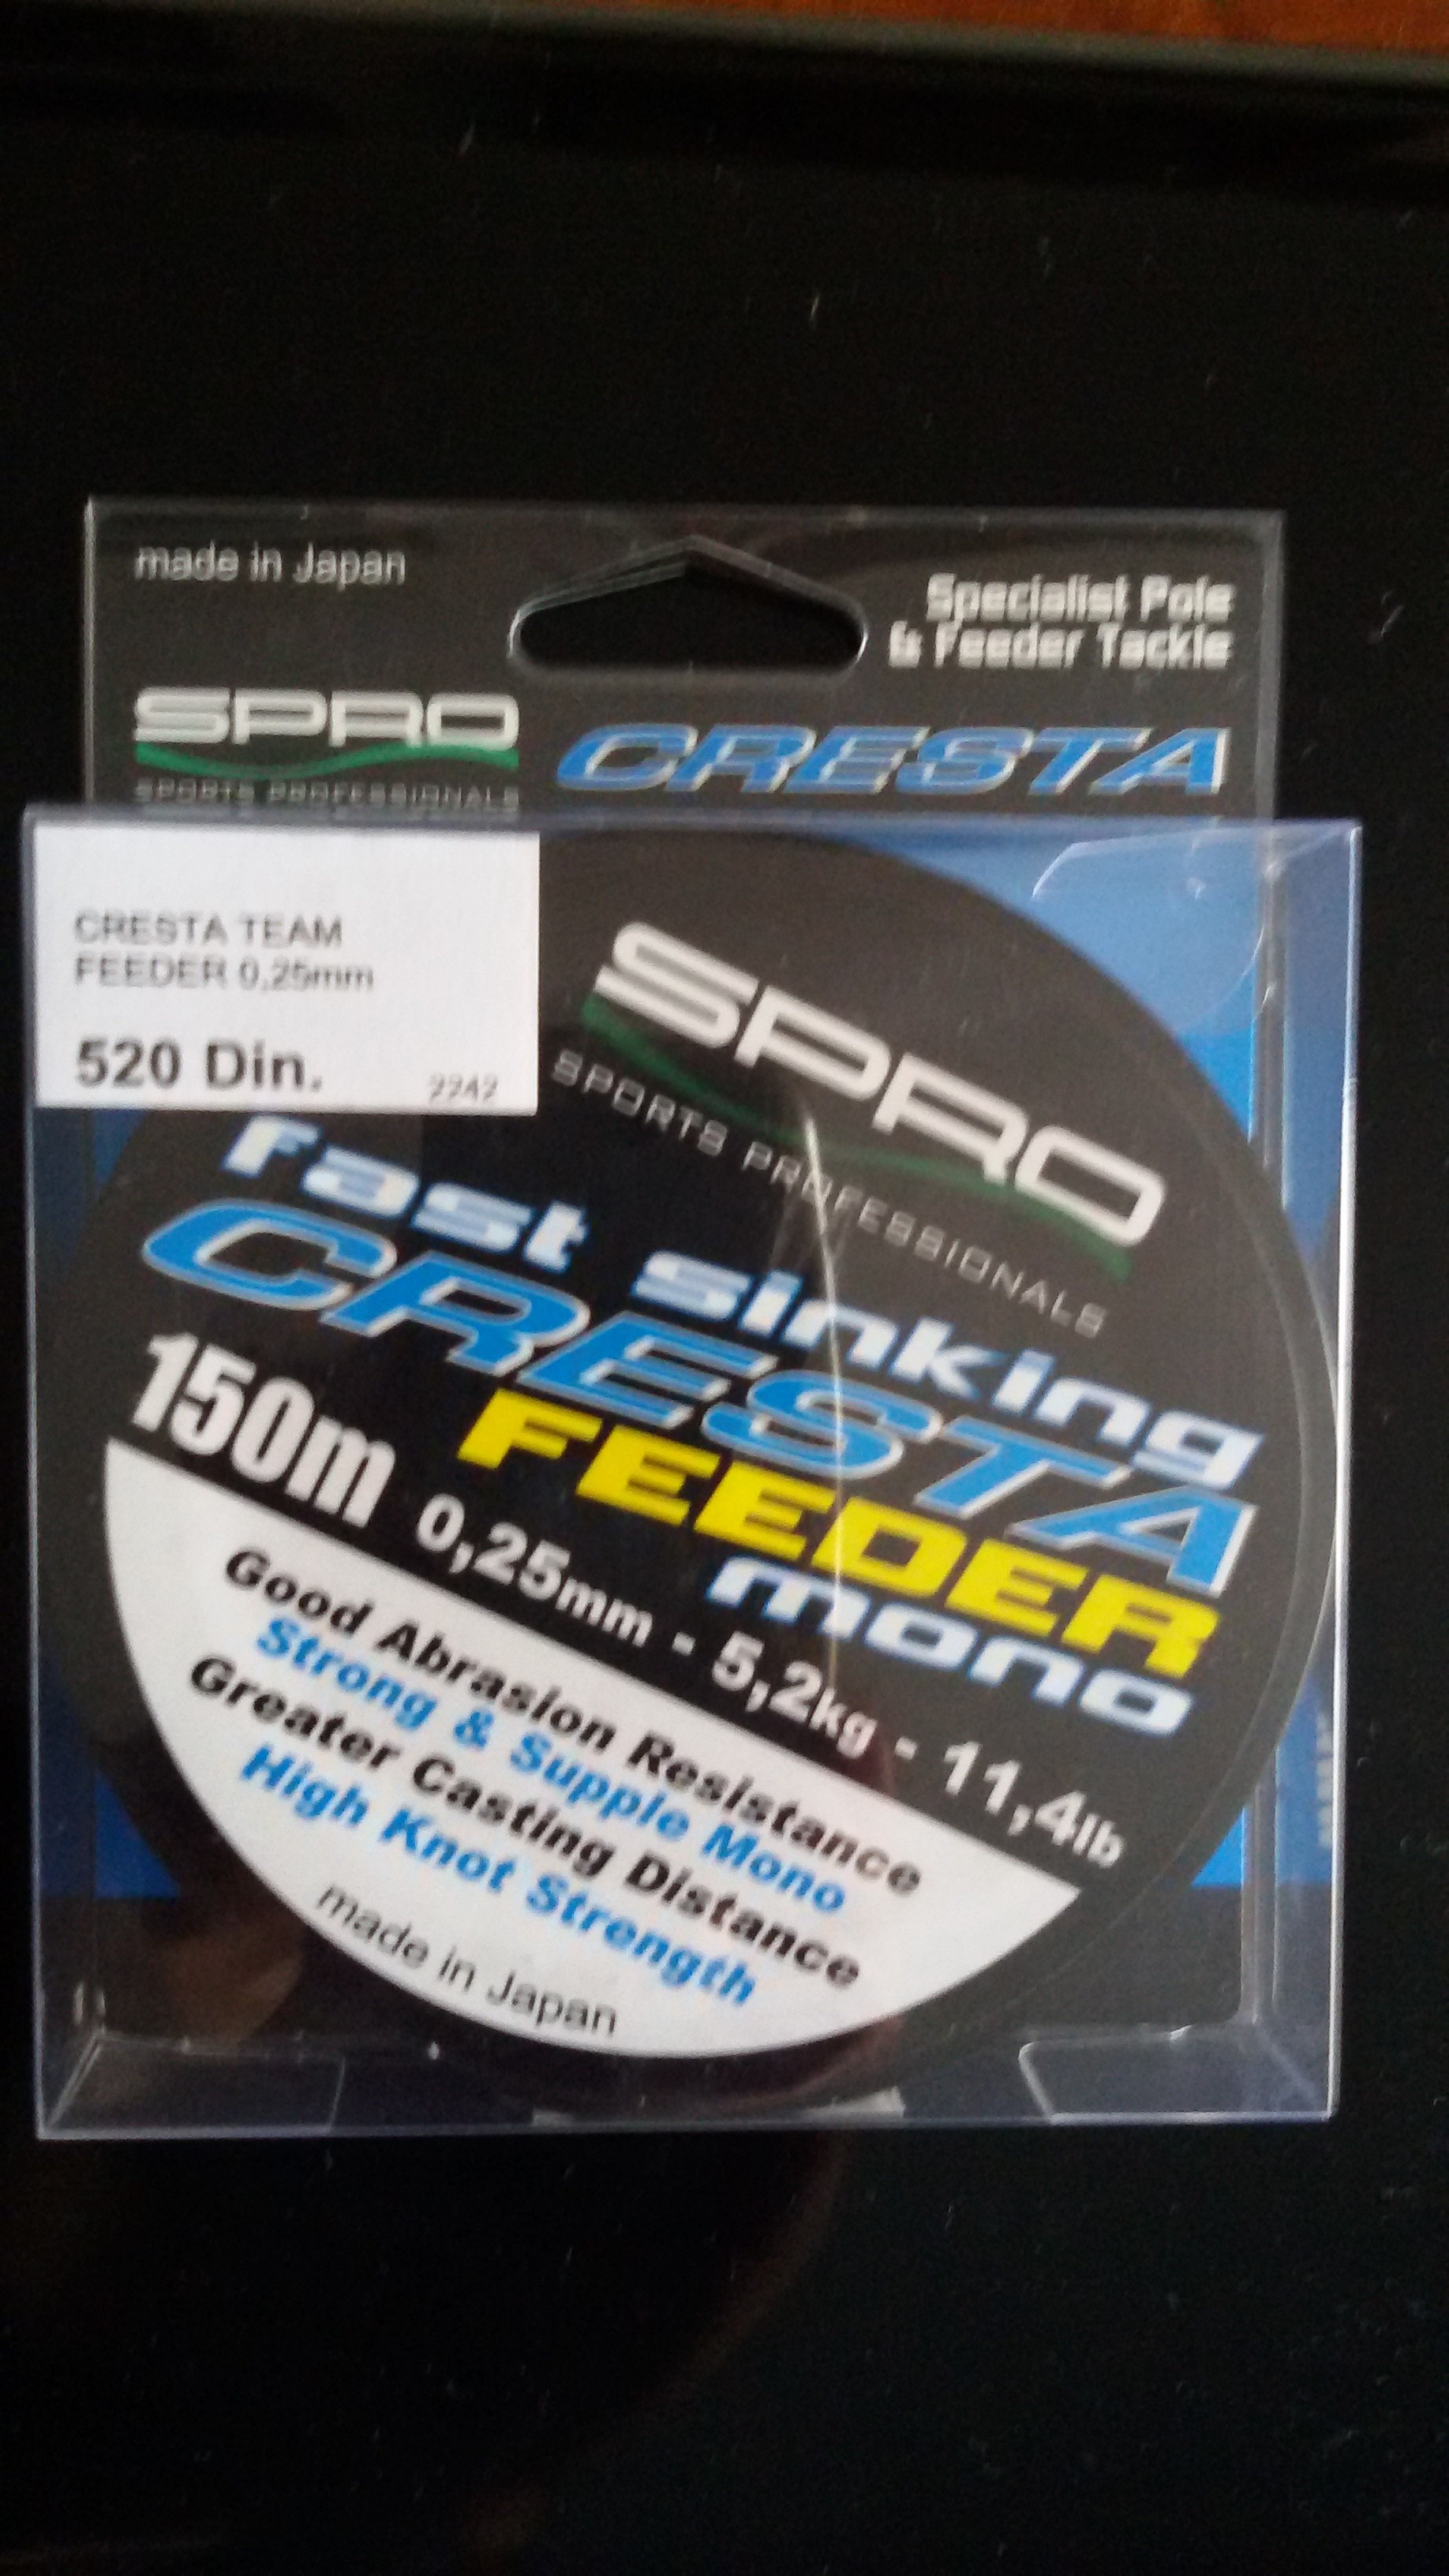 made in Japan
Specialist Pole
& Feeder Tackle
SPRO
SPORTS PROFESSIONALS
CRESTA
CRESTA TEAM
FEEDER 0,25mm
520 Din.
2242
SPRO
SPORTS PROFESSIONALS
fast sinking
CRESTA
FEEDER
mono
150m 0,25mm - 5,2kg - 11,4lb
Good Abrasion Resistance
Strong & Supple Mono
Greater Casting Distance
High Knot Strength
made in Japan